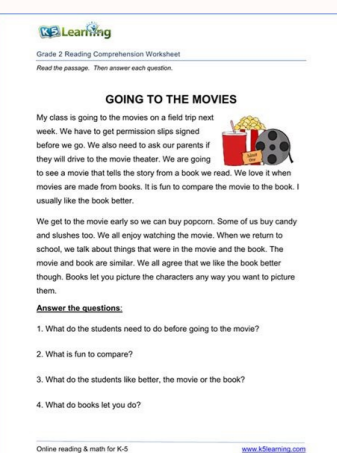 K5 Learning
Grade 2 Reading Comprehension Worksheet
Read the passage. Then answer each question.
GOING TO THE MOVIES
My class is going to the movies on a field trip next
week. We have to get permission slips signed
before we go. We also need to ask our parents if
they will drive to the movie theater. We are going
to see a movie that tells the story from a book we read. We love it when
movies are made from books. It is fun to compare the movie to the book. I
usually like the book better.
We get to the movie early so we can buy popcorn. Some of us buy candy
and slushes too. We all enjoy watching the movie. When we return to
school, we talk about things that were in the movie and the book. The
movie and book are similar. We all agree that we like the book better
though. Books let you picture the characters any way you want to picture
them.
Answer the questions:
1. What do the students need to do before going to the movie?
2. What is fun to compare?
3. What do the students like better, the movie or the book?
4. What do books let you do?
Online reading & math for K-5
www.k5learning.com